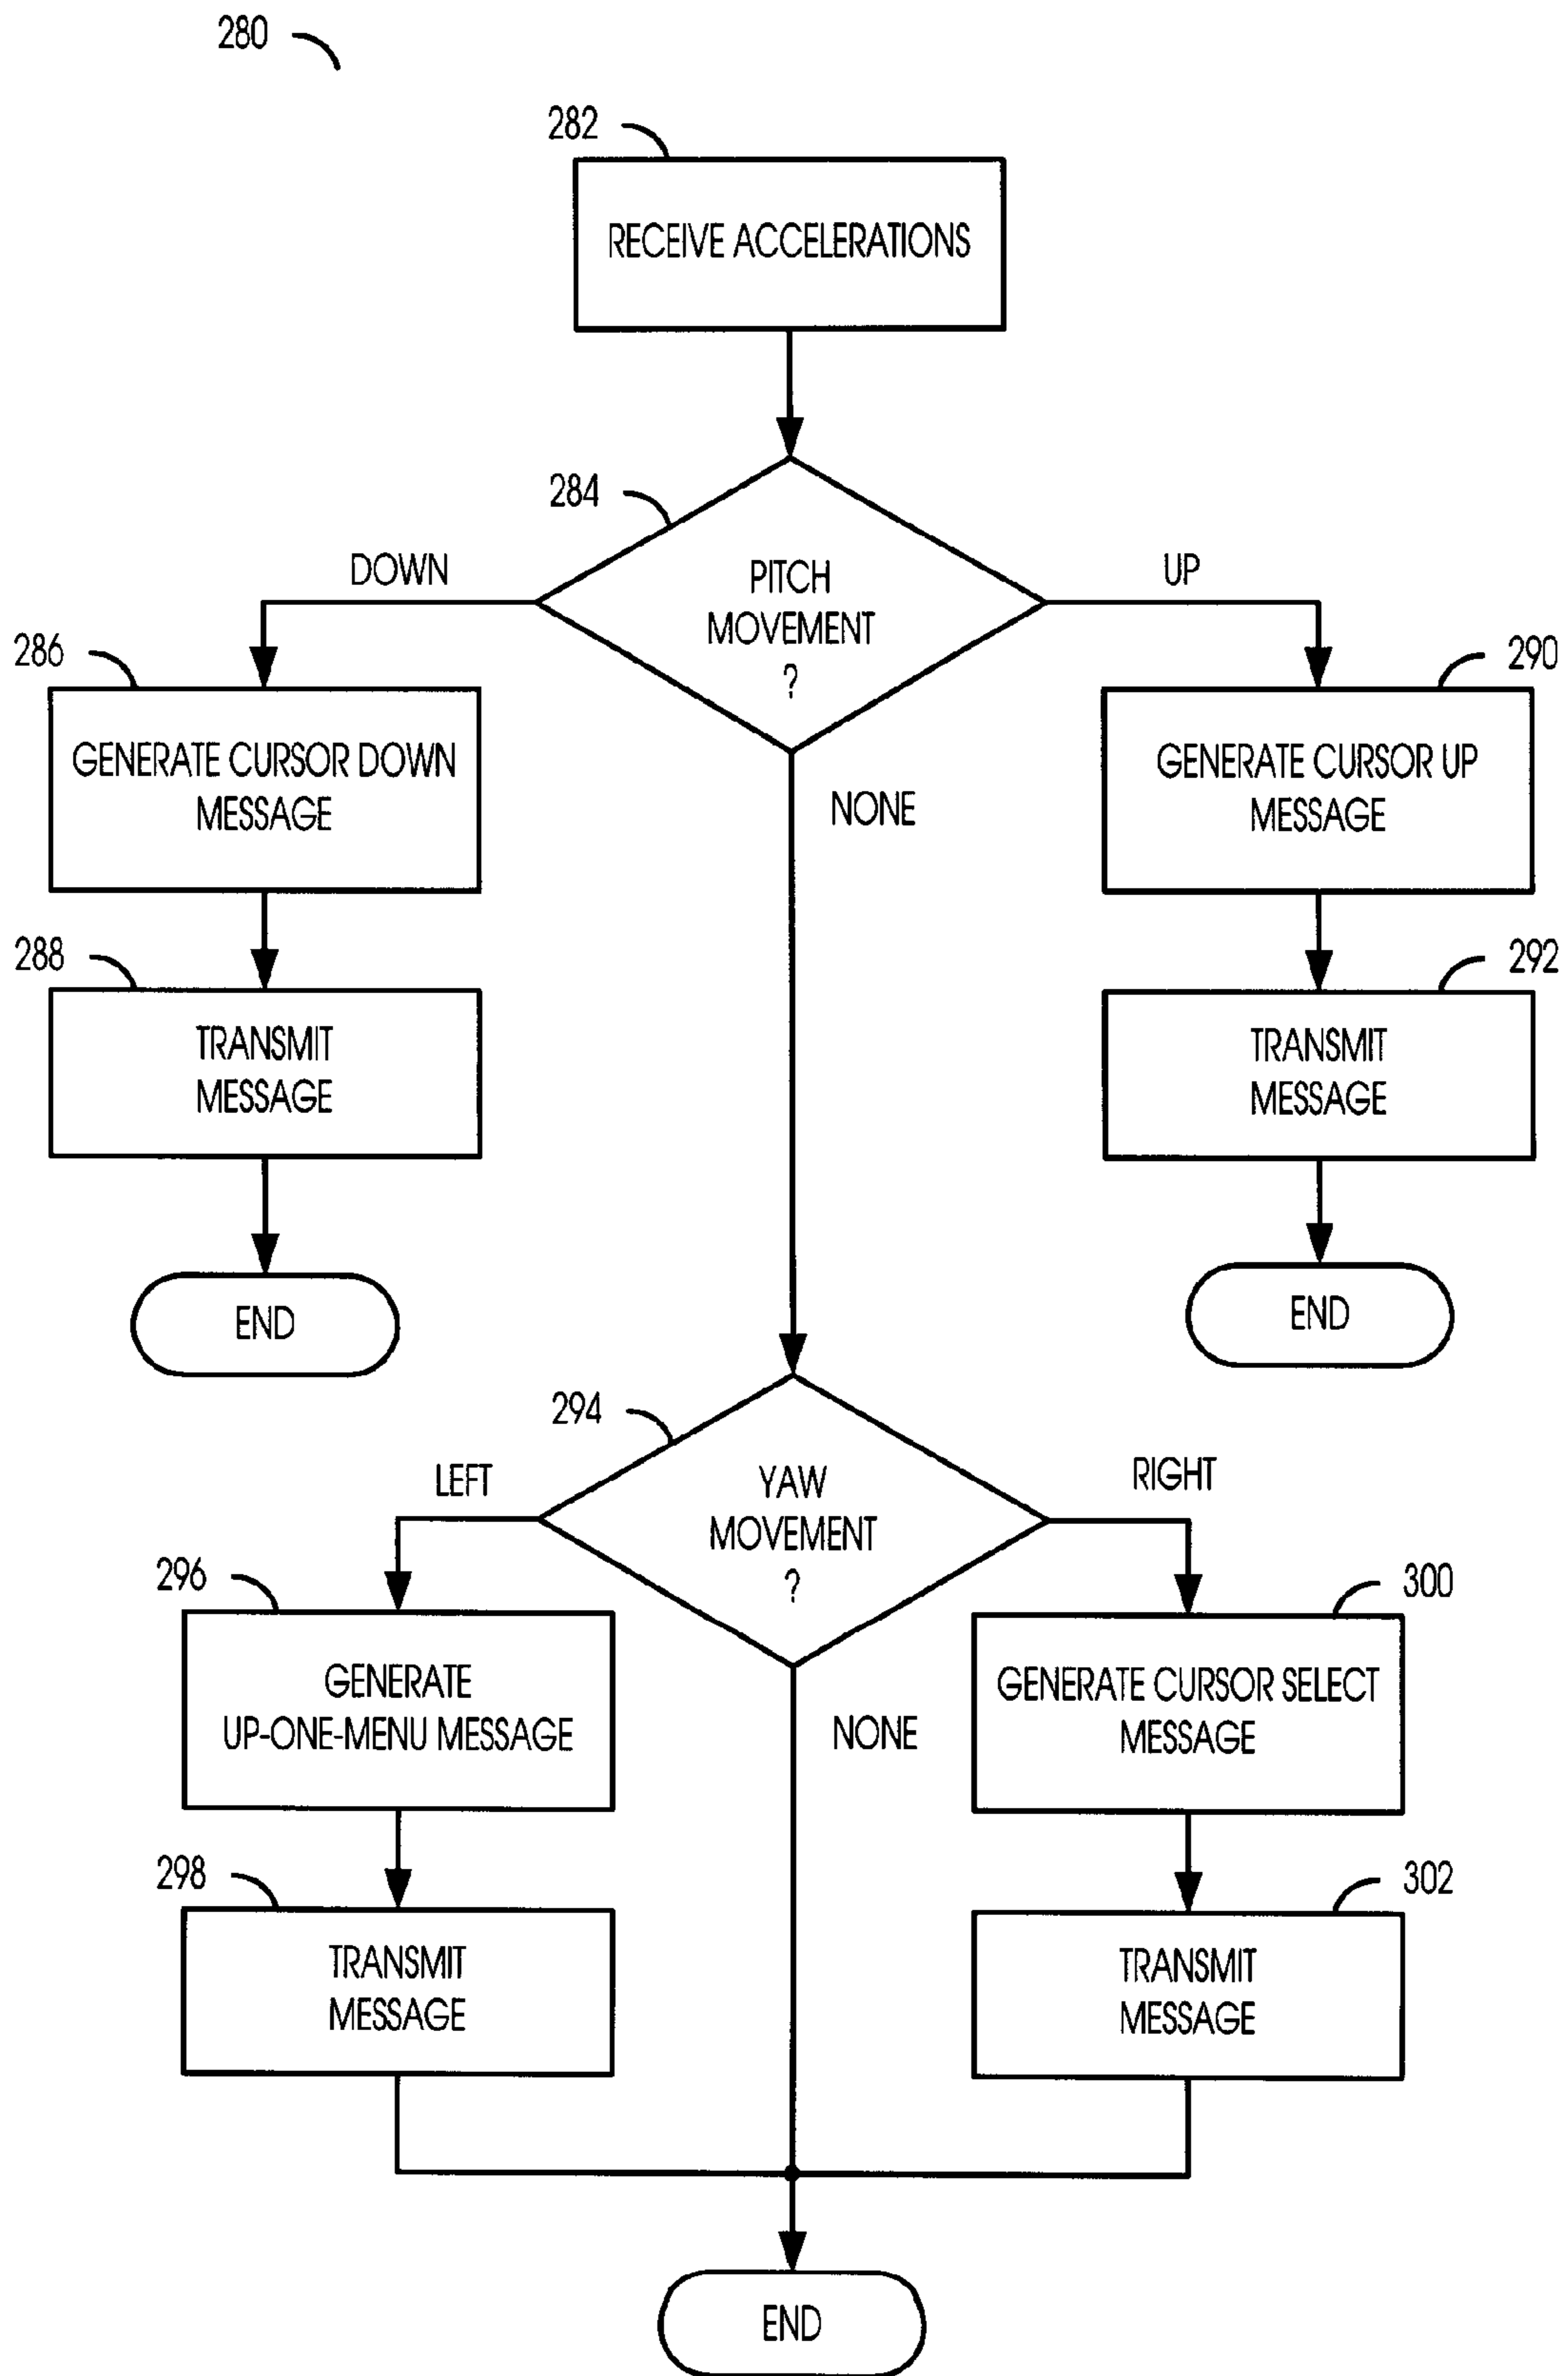 280
282
RECEIVE ACCELERATIONS
284
DOWN
PITCH
MOVEMENT
?
UP
286
GENERATE CURSOR DOWN
MESSAGE
290
GENERATE CURSOR UP
MESSAGE
NONE
288
TRANSMIT
MESSAGE
292
TRANSMIT
MESSAGE
END
END
294
LEFT
YAW
MOVEMENT
?
RIGHT
296
GENERATE
UP-ONE-MENU MESSAGE
NONE
300
GENERATE CURSOR SELECT
MESSAGE
298
TRANSMIT
MESSAGE
302
TRANSMIT
MESSAGE
END